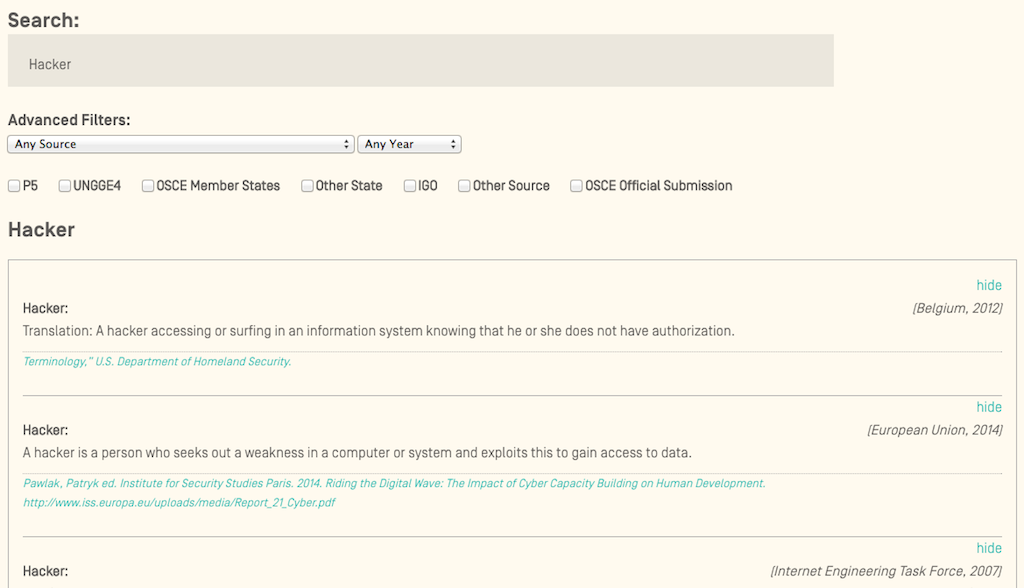 Search:
Hacker
Advanced Filters:
Any Source Any Year
P5 UNGGE4 OSCE Member States Other State IGO Other Source OSCE Official Submission
Hacker
hide
Hacker: [Belgium, 2012]
Translation: A hacker accessing or surfing in an information system knowing that he or she does not have authorization.
Terminology,” U.S. Department of Homeland Security.
hide
Hacker: [European Union, 2014]
A hacker is a person who seeks out a weakness in a computer or system and exploits this to gain access to data.
Pawlak, Patryk ed. Institute for Security Studies Paris. 2014. Riding the Digital Wave: The Impact of Cyber Capacity Building on Human Development.
http://www.iss.europa.eu/uploads/media/Report_21_Cyber.pdf
hide
Hacker: [Internet Engineering Task Force, 2007]